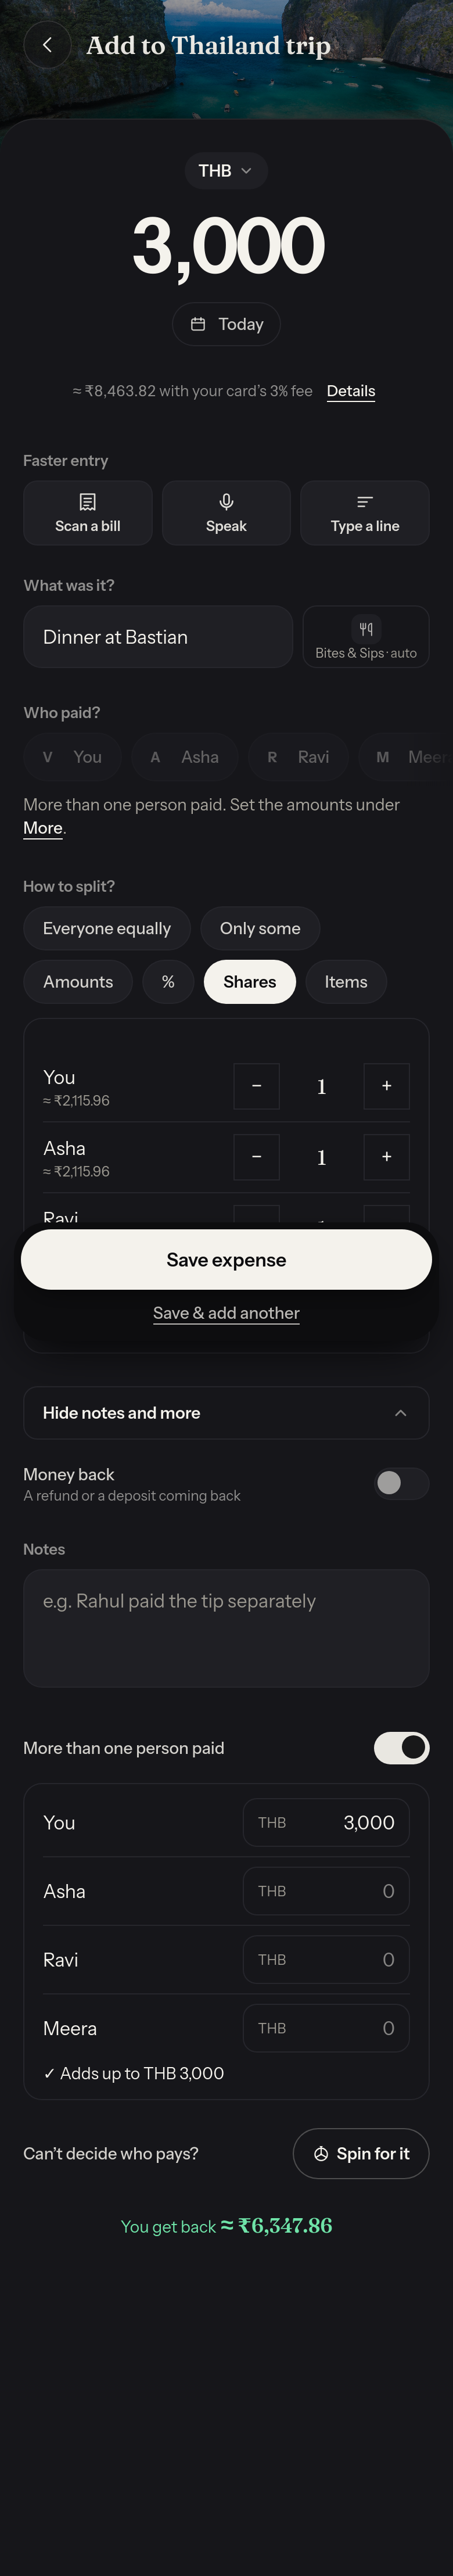 Add to Thailand trip
THB
3,000
Today
≈ ₹8,463.82 with your card's 3% fee Details
Faster entry
Scan a bill
Speak
Type a line
What was it?
Dinner at Bastian
Bites & Sips · auto
Who paid?
V You
A Asha
R Ravi
M Meer
More than one person paid. Set the amounts under
More.
How to split?
Everyone equally
Only some
Amounts
%
Shares
Items
You
≈ ₹2,115.96
− 1 +
Asha
≈ ₹2,115.96
− 1 +
Ravi
Save expense
Save & add another
Hide notes and more
Money back
A refund or a deposit coming back
Notes
e.g. Rahul paid the tip separately
More than one person paid
You THB 3,000
Asha THB 0
Ravi THB 0
Meera THB 0
✓ Adds up to THB 3,000
Can't decide who pays?
Spin for it
You get back ≈ ₹6,347.86